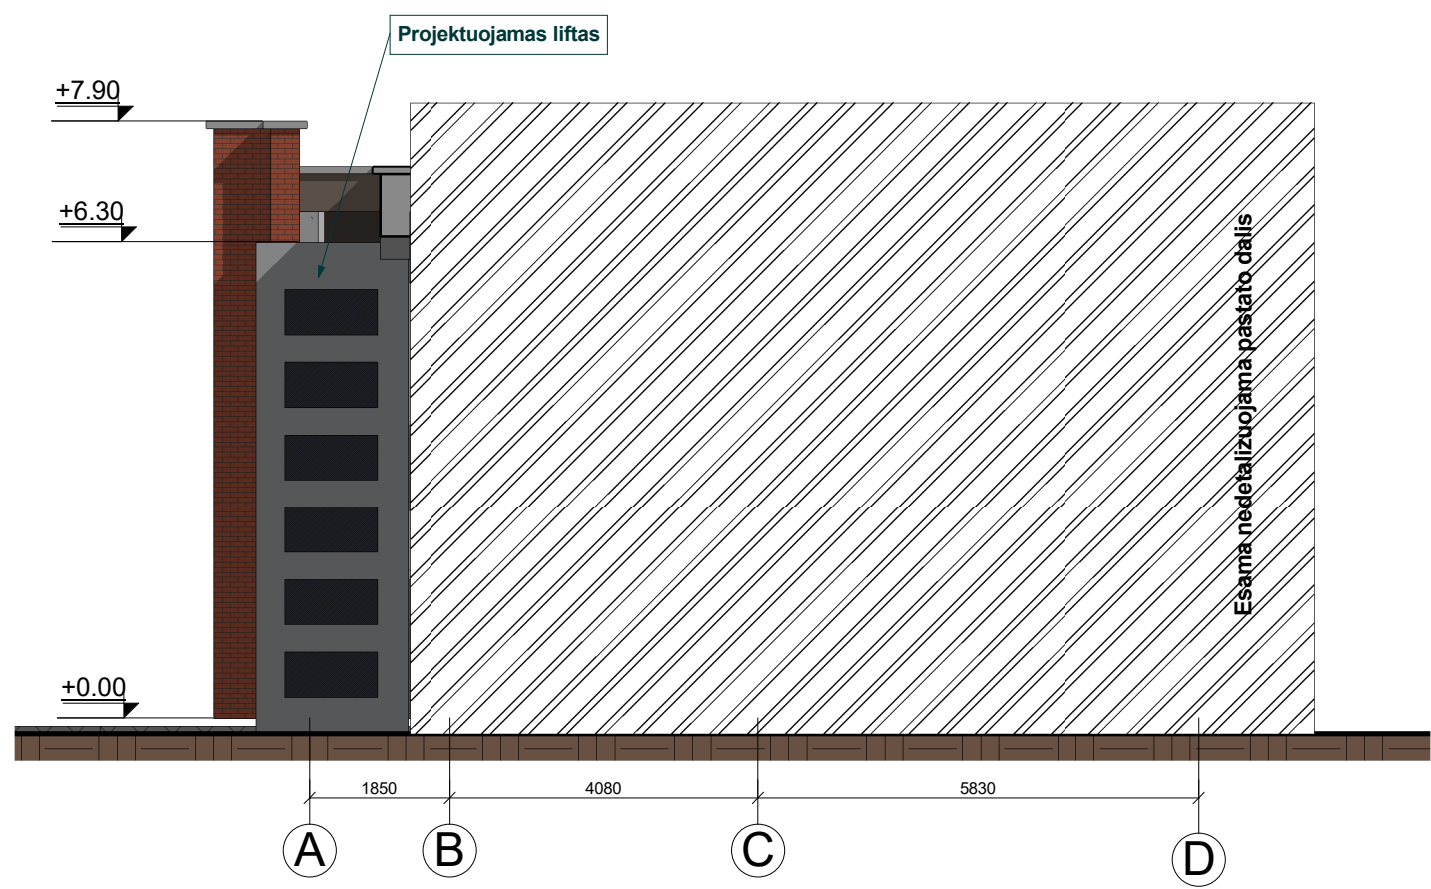 Projektuojamas liftas
+7.90
+6.30
Esama nedetalizuojama pastato dalis
+0.00
1850
4080
5830
A
B
C
D